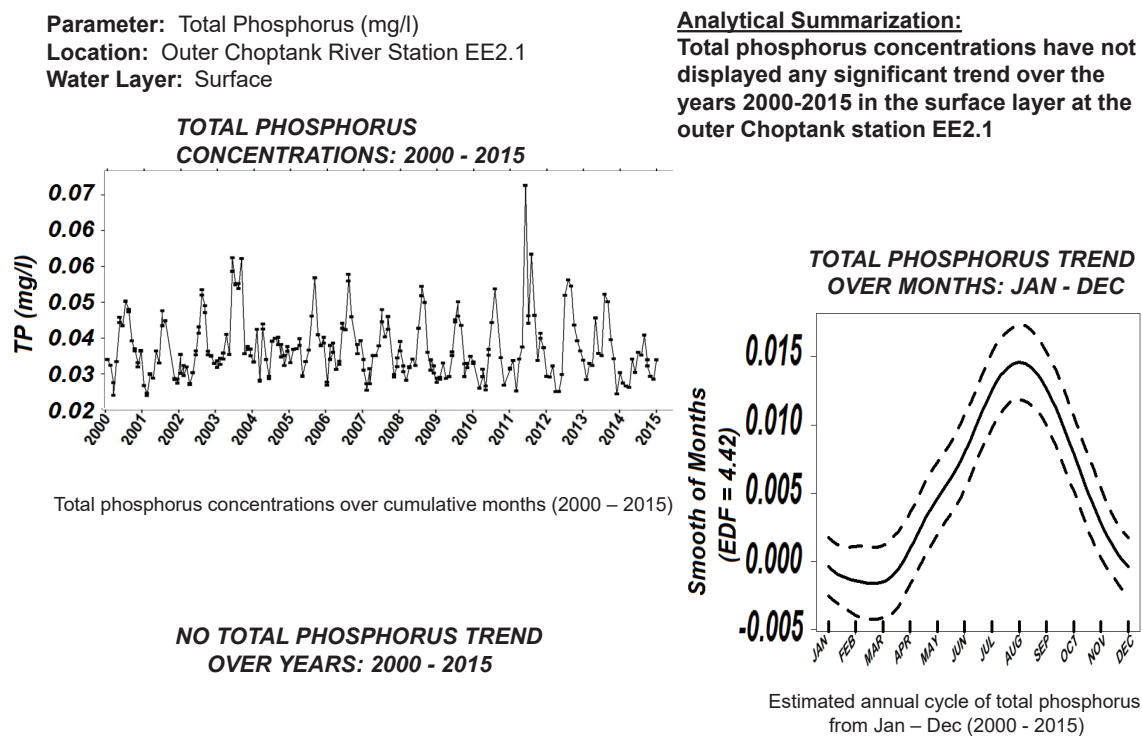 Parameter: Total Phosphorus (mg/l)
Location: Outer Choptank River Station EE2.1
Water Layer: Surface
Analytical Summarization:
Total phosphorus concentrations have not
displayed any significant trend over the
years 2000-2015 in the surface layer at the
outer Choptank station EE2.1
TOTAL PHOSPHORUS
CONCENTRATIONS: 2000 - 2015
TP (mg/l)
0.07
0.06
0.06
0.05
0.04
0.03
0.02
2000
2001
2002
2003
2004
2005
2006
2007
2008
2009
2010
2011
2012
2013
2014
2015
Total phosphorus concentrations over cumulative months (2000 – 2015)
NO TOTAL PHOSPHORUS TREND
OVER YEARS: 2000 - 2015
TOTAL PHOSPHORUS TREND
OVER MONTHS: JAN - DEC
Smooth of Months
(EDF = 4.42)
0.015
0.010
0.005
0.000
-0.005
JAN
FEB
MAR
APR
MAY
JUN
JUL
AUG
SEP
OCT
NOV
DEC
Estimated annual cycle of total phosphorus
from Jan – Dec (2000 - 2015)